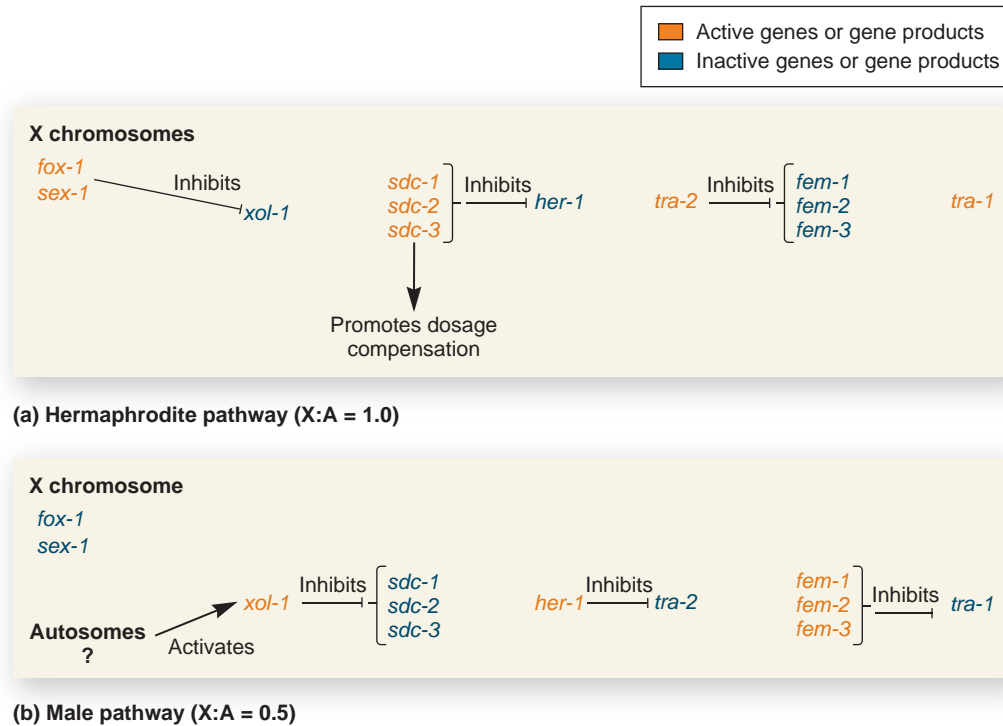 Active genes or gene products
Inactive genes or gene products
X chromosomes
fox-1
sex-1
Inhibits
xol-1
sdc-1
sdc-2
sdc-3
Inhibits
her-1
tra-2
Inhibits
fem-1
fem-2
fem-3
tra-1
Promotes dosage
compensation
(a) Hermaphrodite pathway (X:A = 1.0)
X chromosome
fox-1
sex-1
Autosomes
?
Activates
xol-1
Inhibits
sdc-1
sdc-2
sdc-3
her-1
Inhibits
tra-2
fem-1
fem-2
fem-3
Inhibits
tra-1
(b) Male pathway (X:A = 0.5)